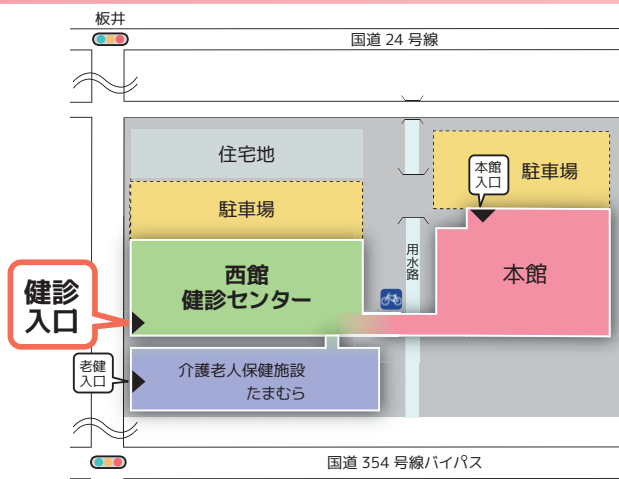 板井
国道 24 号線
住宅地
本館
入口
駐車場
駐車場
西館
健診センター
用水路
本館
健診
入口
老健
入口
介護老人保健施設
たまむら
国道 354 号線バイパス